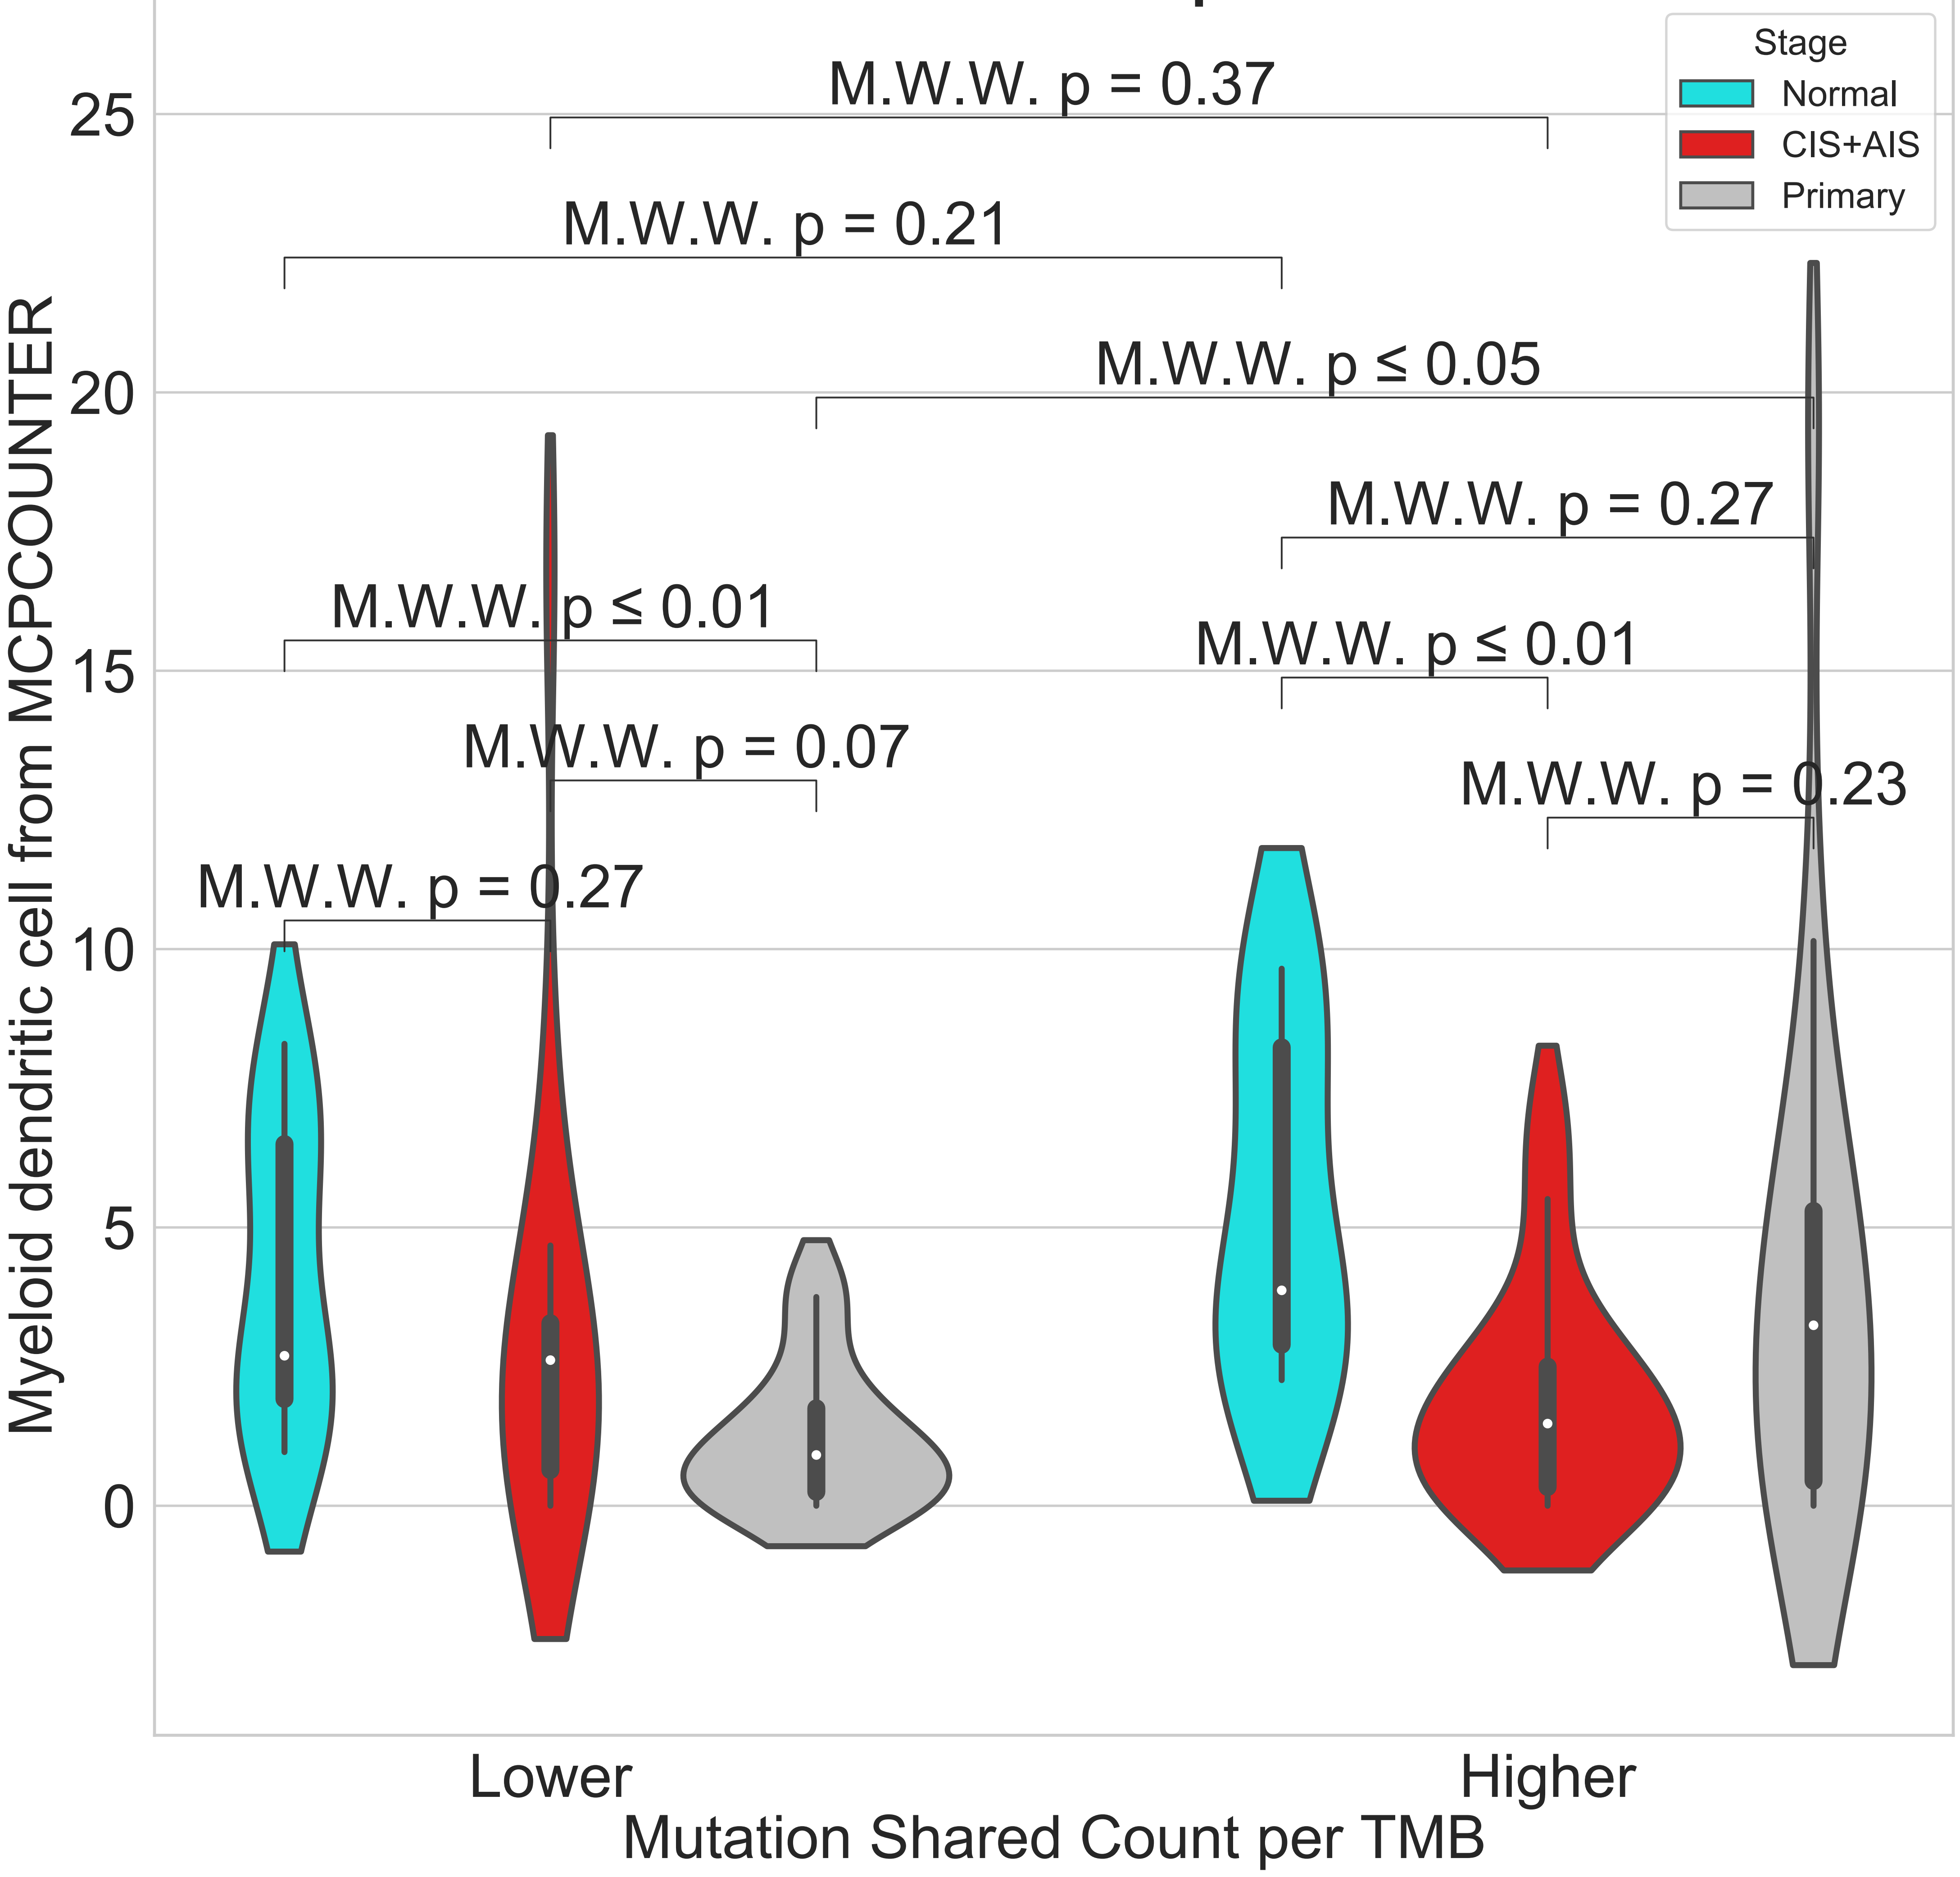 Stage
Normal
CIS+AIS
Primary
M.W.W. p = 0.37
M.W.W. p = 0.21
M.W.W. p ≤ 0.05
M.W.W. p = 0.27
M.W.W. p ≤ 0.01
M.W.W. p ≤ 0.01
M.W.W. p = 0.07
M.W.W. p = 0.23
M.W.W. p = 0.27
25
20
15
10
5
0
Myeloid dendritic cell from MCPCOUNTER
Lower
Higher
Mutation Shared Count per TMB